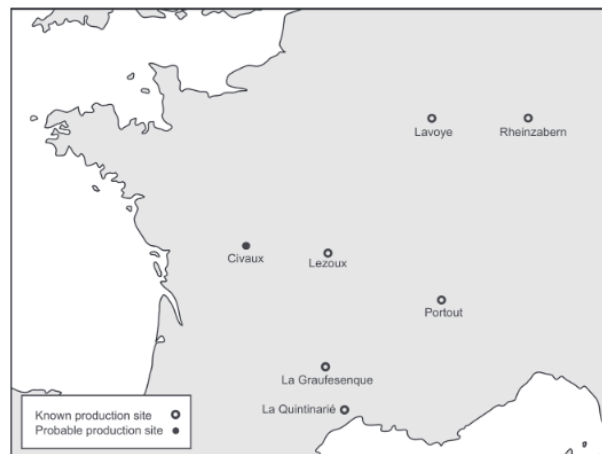 Lavoye
Rheinzabern
Civaux
Lezoux
Portout
La Graufesenque
La Quintinarié
Known production site
Probable production site